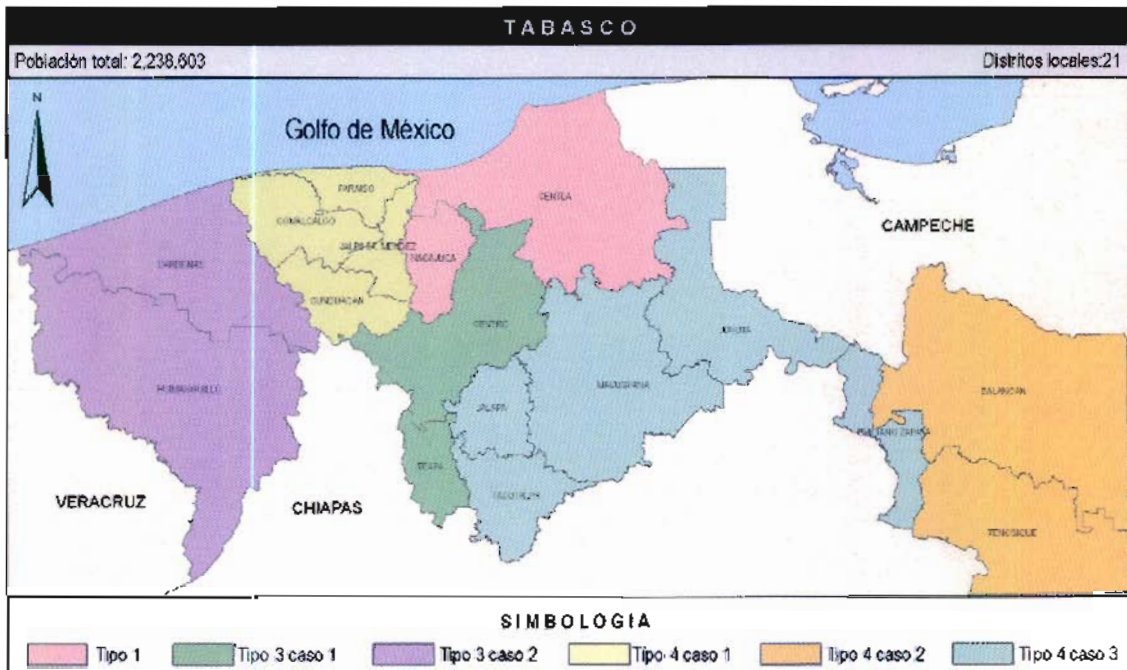 TABASCO
Población total: 2,238,603 Distritos locales:21
N
Golfo de México
PARAISO
CENTLA
COMALCALCO
CAMPECHE
JALPA DE MENDEZ
NACAJUCA
CARDENAS
CUNDUACAN
CENTRO
JONUTA
HUIMANGUILLO
MACUSPANA
BALANCAN
JALAPA
EMILIANO ZAPATA
TEAPA
VERACRUZ
CHIAPAS
TACOTALPA
TENOSIQUE
SIMBOLOGIA
Tipo 1 Tipo 3 caso 1 Tipo 3 caso 2 Tipo 4 caso 1 Tipo 4 caso 2 Tipo 4 caso 3